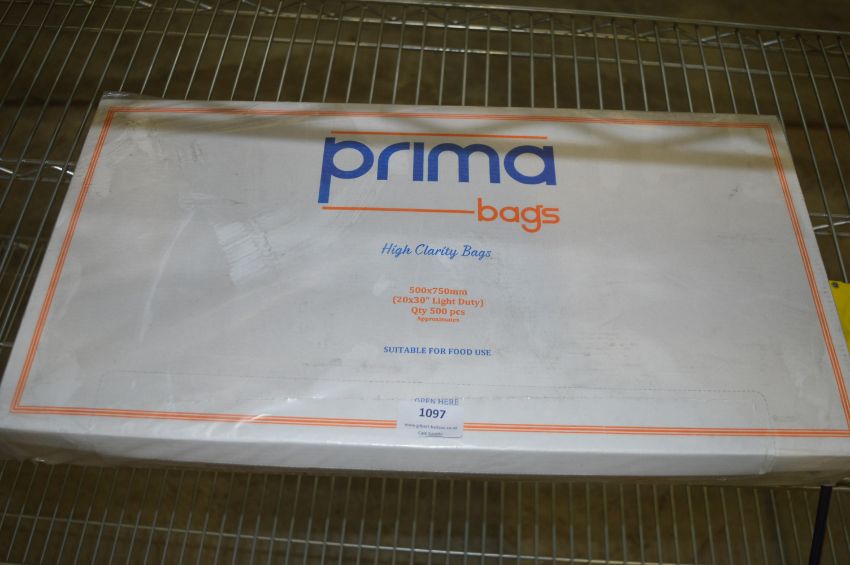 prima
bags
High Clarity Bags
500x750mm
(20x30" Light Duty)
Qty 500 pcs
Approximates
SUITABLE FOR FOOD USE
OPEN HERE
1097